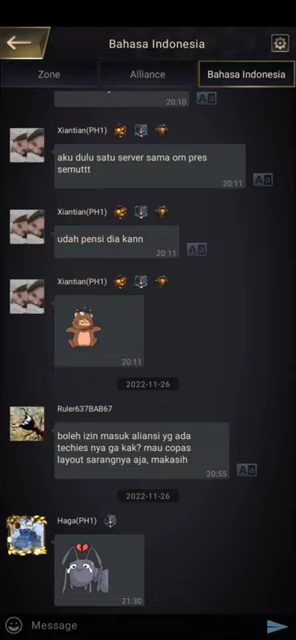 Bahasa Indonesia
Zone
Alliance
Bahasa Indonesia
20:10
Xiantian(PH1)
aku dulu satu server sama om pres
semuttt
20:11
Xiantian(PH1)
udah pensi dia kann
20:11
Xiantian(PH1)
20:11
2022-11-26
Ruler637BAB67
boleh izin masuk aliansi yg ada
techies nya ga kak? mau copas
layout sarangnya aja, makasih
20:55
2022-11-26
Haga(PH1)
21:30
Message